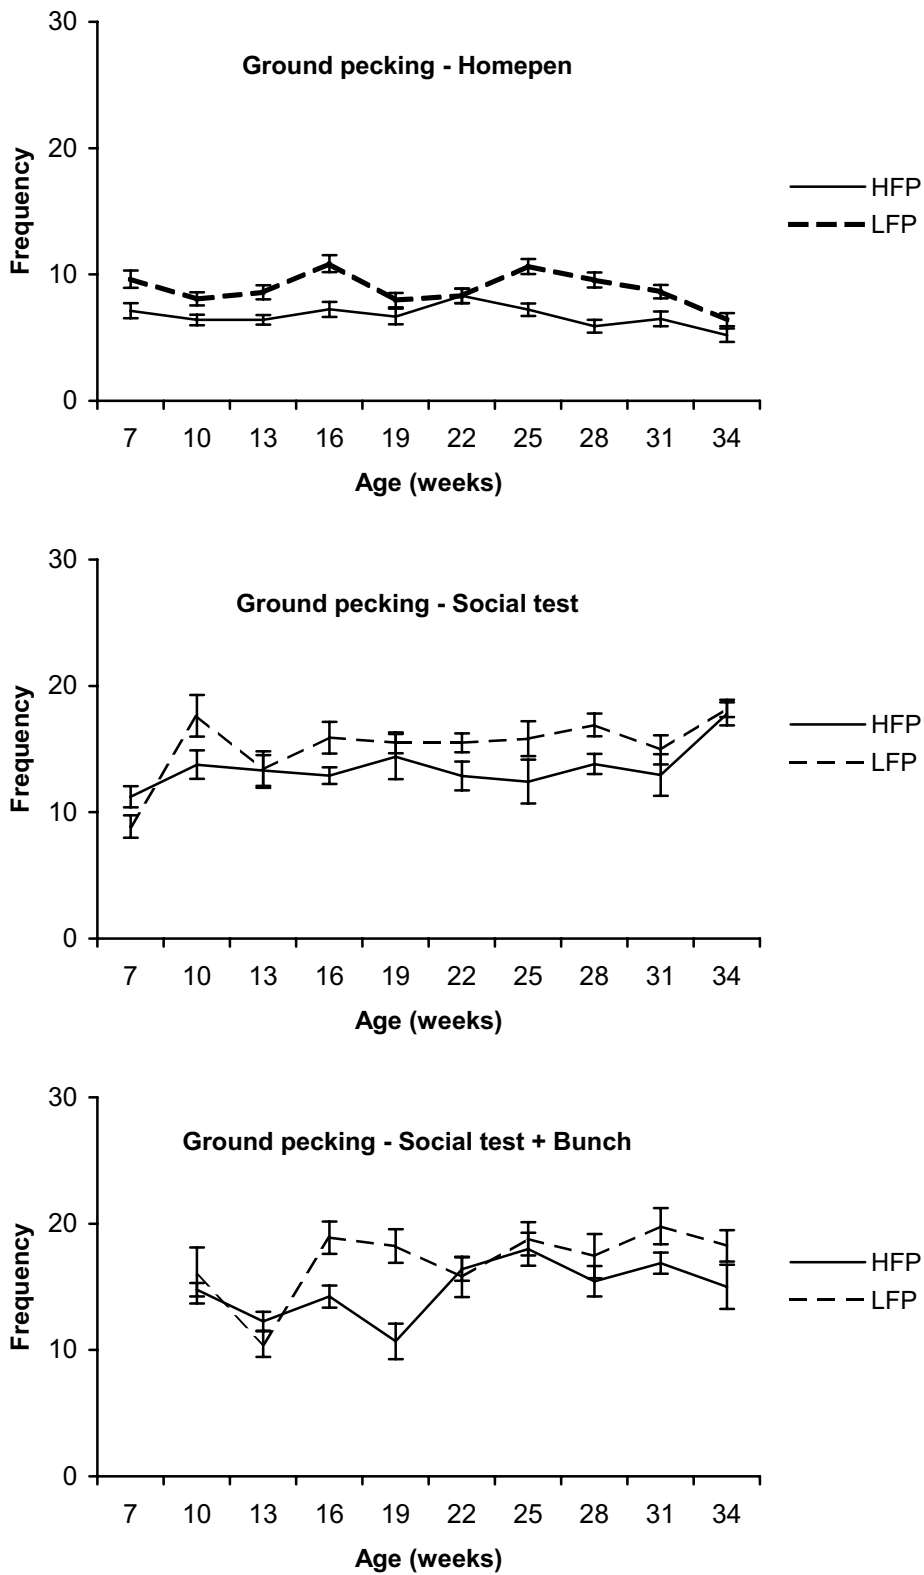 30
Ground pecking - Homepen
20
Frequency
HFP
LFP
10
0
7 10 13 16 19 22 25 28 31 34
Age (weeks)
30
Ground pecking - Social test
20
Frequency
HFP
LFP
10
0
7 10 13 16 19 22 25 28 31 34
Age (weeks)
30
Ground pecking - Social test + Bunch
20
Frequency
HFP
LFP
10
0
7 10 13 16 19 22 25 28 31 34
Age (weeks)